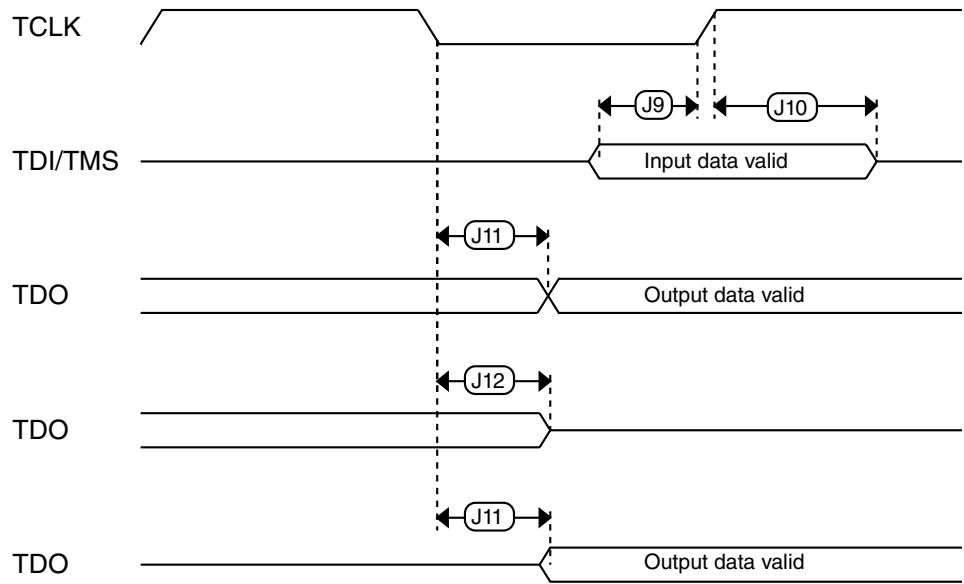 TCLK
J9
J10
TDI/TMS
Input data valid
J11
TDO
Output data valid
J12
TDO
J11
TDO
Output data valid